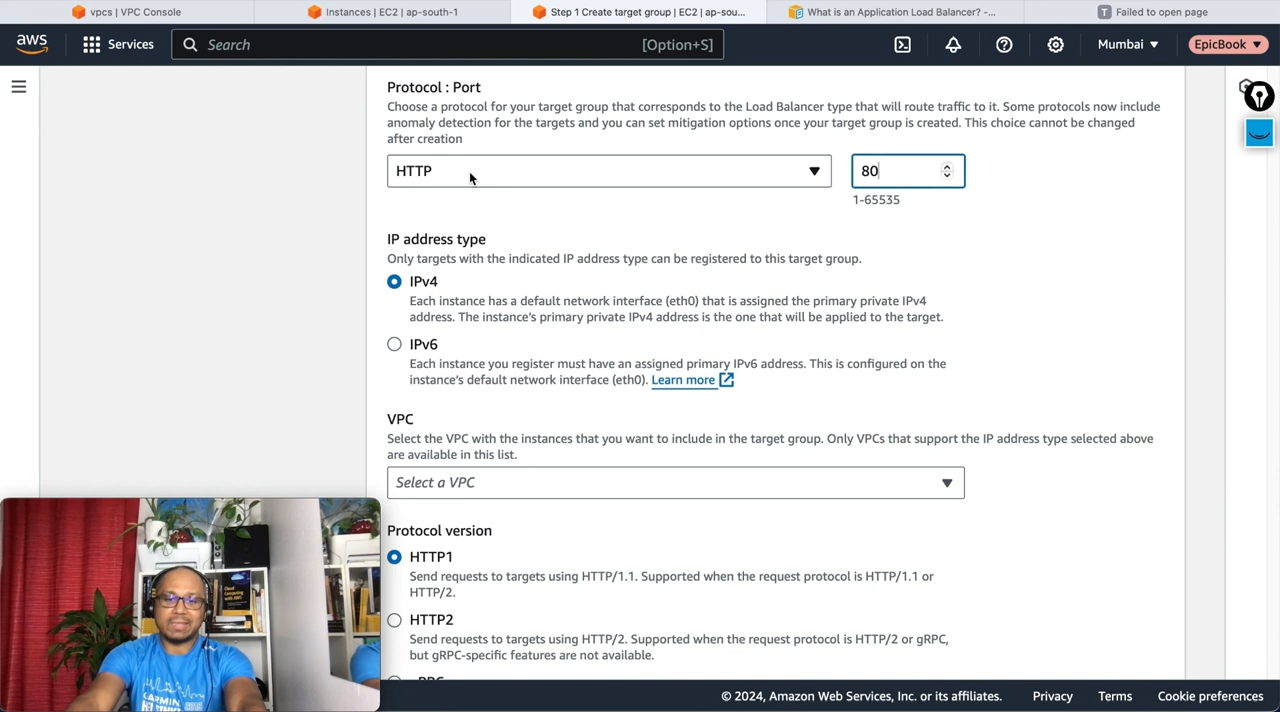 vpcs | VPC Console
Instances | EC2 | ap-south-1
Step 1 Create target group | EC2 | ap-sou...
What is an Application Load Balancer? -...
Failed to open page
aws
Services
Search
[Option+S]
Mumbai
EpicBook
Protocol : Port
Choose a protocol for your target group that corresponds to the Load Balancer type that will route traffic to it. Some protocols now include
anomaly detection for the targets and you can set mitigation options once your target group is created. This choice cannot be changed
after creation
HTTP
80
1-65535
IP address type
Only targets with the indicated IP address type can be registered to this target group.
IPv4
Each instance has a default network interface (eth0) that is assigned the primary private IPv4
address. The instance's primary private IPv4 address is the one that will be applied to the target.
IPv6
Each instance you register must have an assigned primary IPv6 address. This is configured on the
instance's default network interface (eth0). Learn more
VPC
Select the VPC with the instances that you want to include in the target group. Only VPCs that support the IP address type selected above
are available in this list.
Select a VPC
Protocol version
HTTP1
Send requests to targets using HTTP/1.1. Supported when the request protocol is HTTP/1.1 or
HTTP/2.
HTTP2
Send requests to targets using HTTP/2. Supported when the request protocol is HTTP/2 or gRPC,
but gRPC-specific features are not available.
© 2024, Amazon Web Services, Inc. or its affiliates.
Privacy
Terms
Cookie preferences